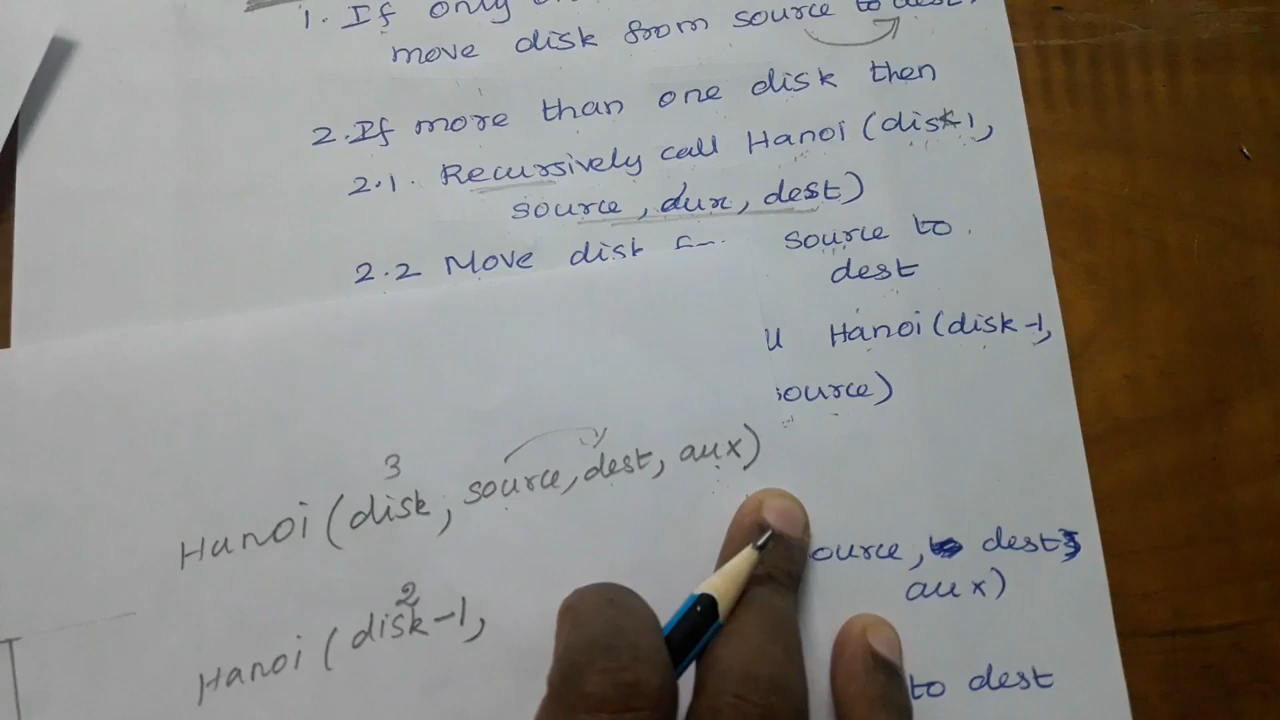 1. If only
move disk from source to dest,
2. If more than one disk then
2.1. Recursively call Hanoi (disk-1,
source, aux, dest)
2.2 Move disk source to
dest
Hanoi (disk-1,
source)
3
Hanoi (disk, source, dest, aux)
ource, dest,
aux)
2
Hanoi (disk-1,
to dest